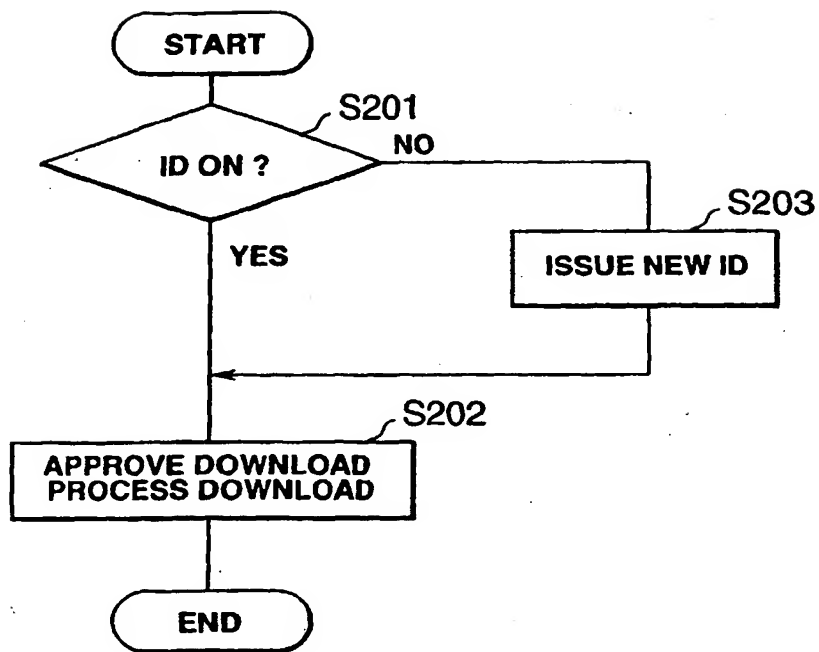 START
S201
ID ON ?
NO
S203
YES
ISSUE NEW ID
S202
APPROVE DOWNLOAD
PROCESS DOWNLOAD
END